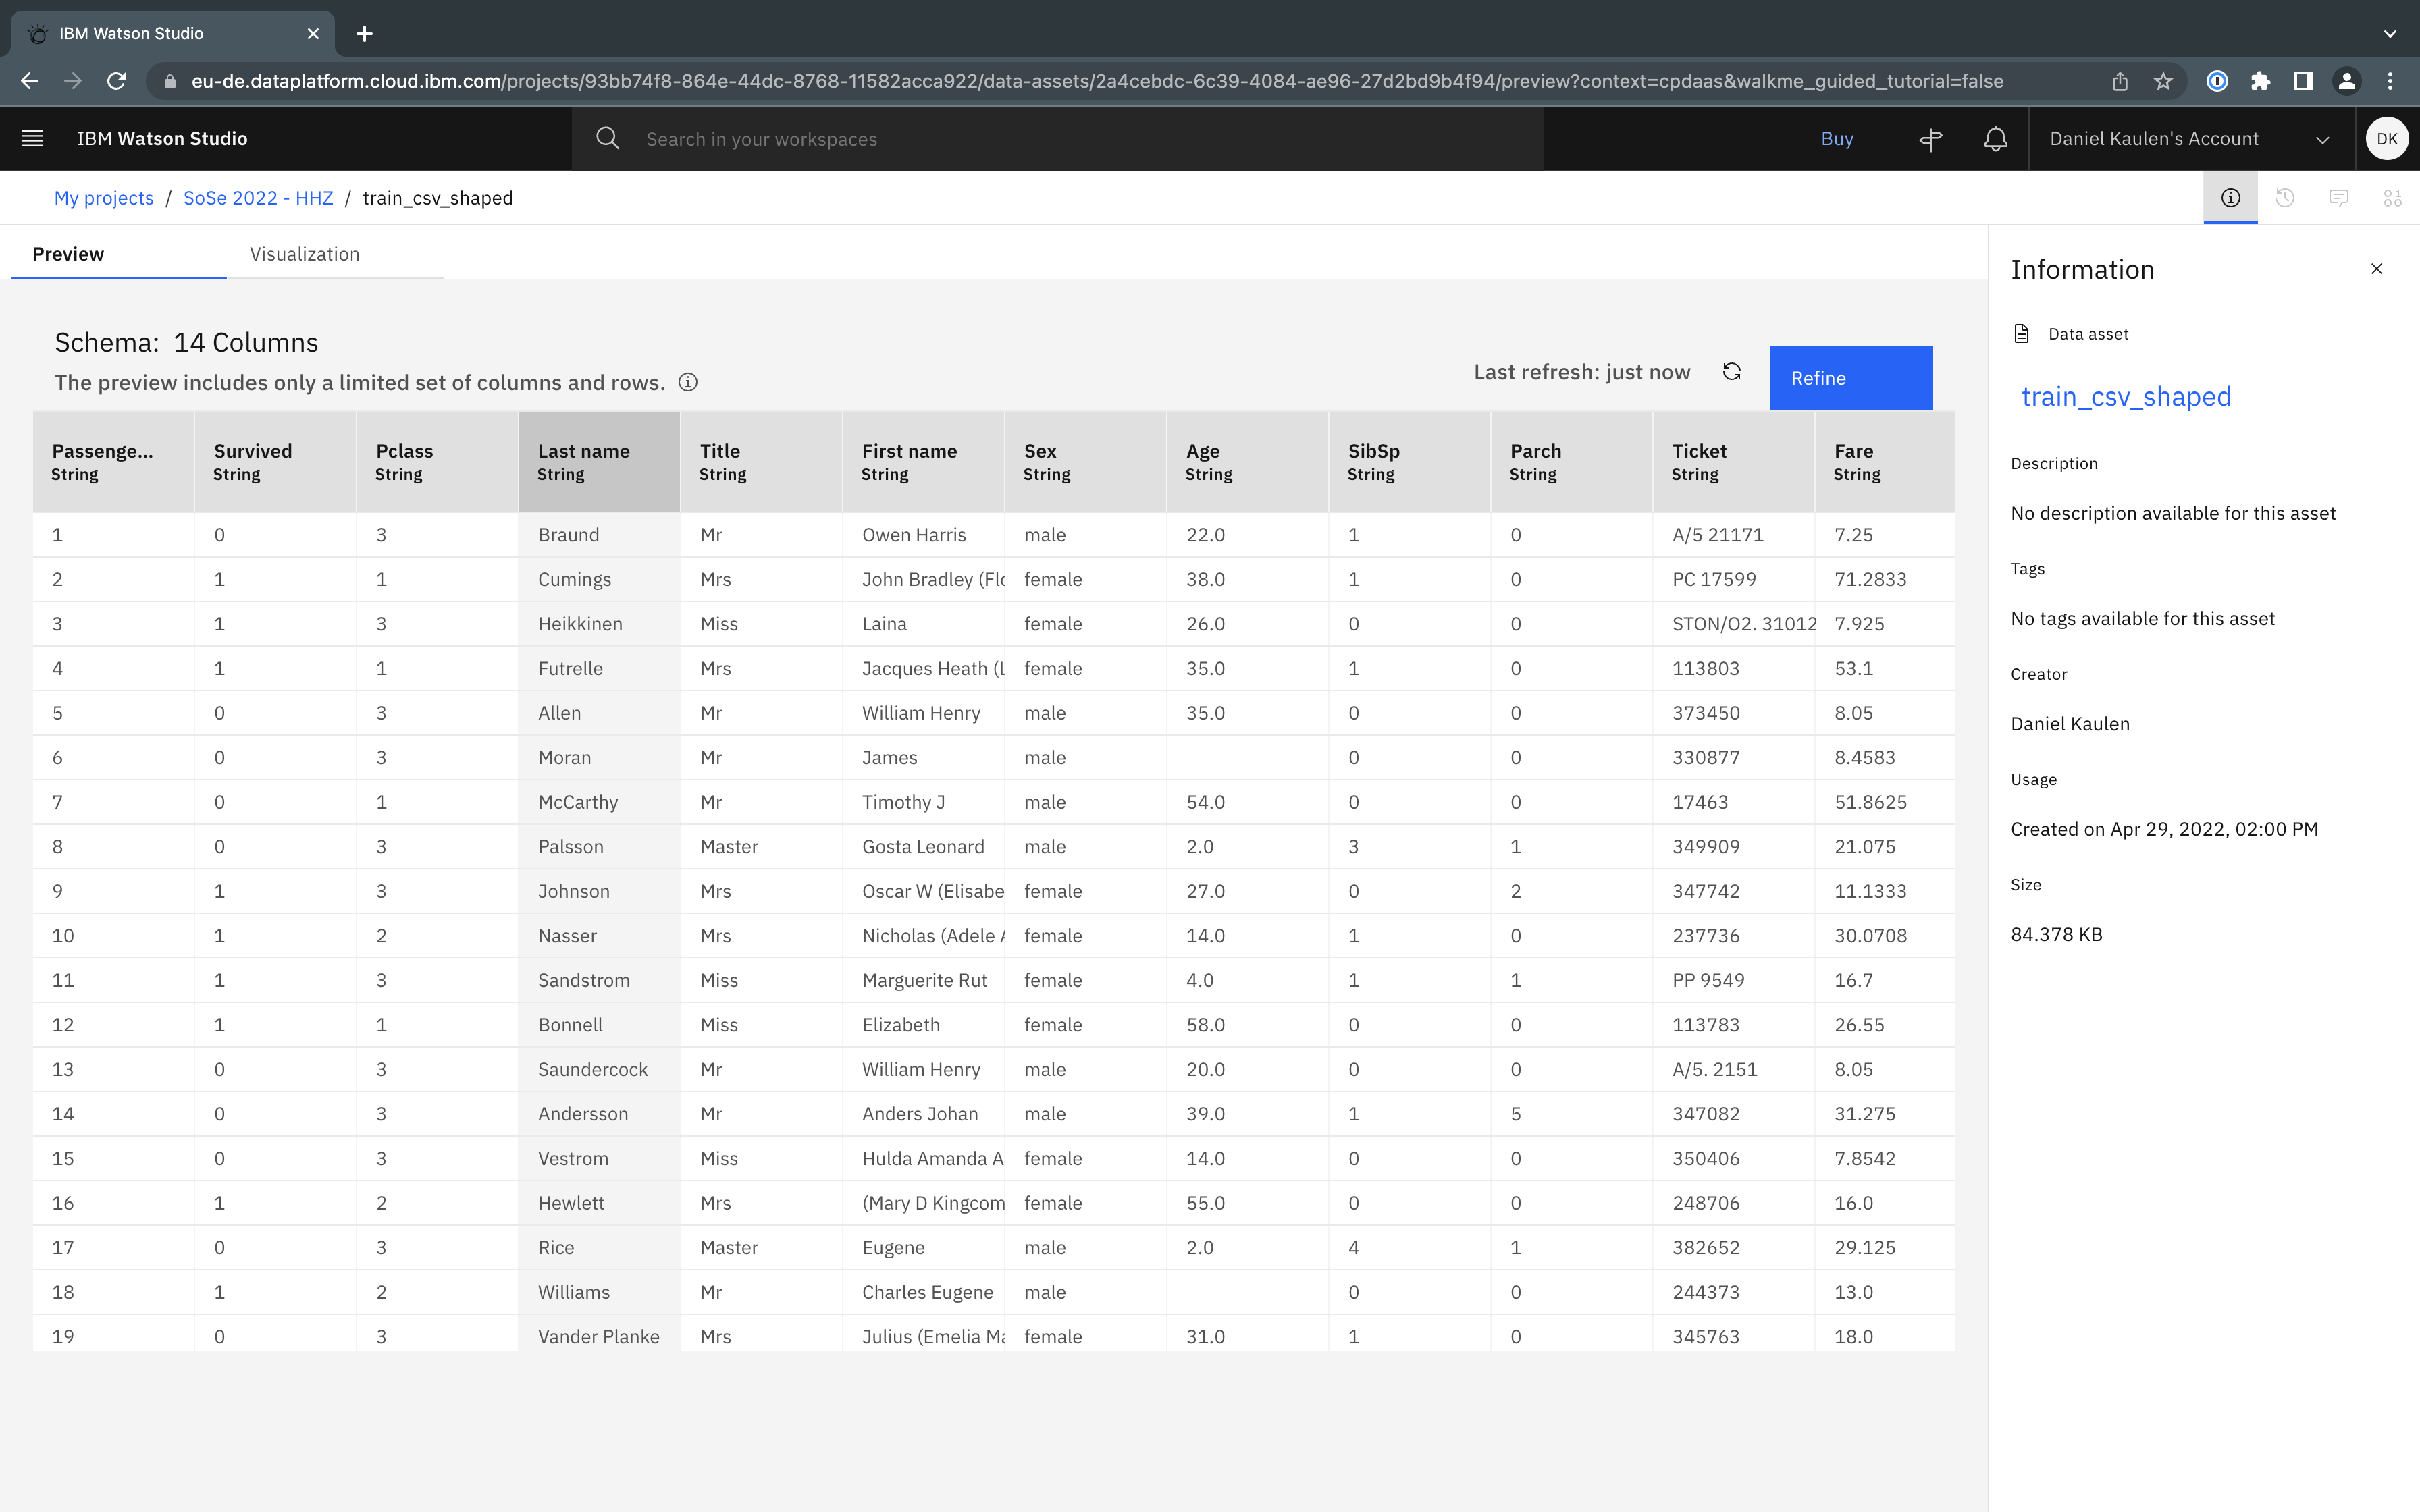 IBM Watson Studio
eu-de.dataplatform.cloud.ibm.com/projects/93bb74f8-864e-44dc-8768-11582acca922/data-assets/2a4cebdc-6c39-4084-ae96-27d2bd9b4f94/preview?context=cpdaas&walkme_guided_tutorial=false
IBM Watson Studio Search in your workspaces Buy Daniel Kaulen's Account DK
My projects / SoSe 2022 - HHZ / train_csv_shaped
Preview Visualization
Schema: 14 Columns
The preview includes only a limited set of columns and rows.
Last refresh: just now Refine
Passenge... Survived Pclass Last name Title First name Sex Age SibSp Parch Ticket Fare
String String String String String String String String String String String String
1 0 3 Braund Mr Owen Harris male 22.0 1 0 A/5 21171 7.25
2 1 1 Cumings Mrs John Bradley (Flo female 38.0 1 0 PC 17599 71.2833
3 1 3 Heikkinen Miss Laina female 26.0 0 0 STON/O2. 31012 7.925
4 1 1 Futrelle Mrs Jacques Heath (L female 35.0 1 0 113803 53.1
5 0 3 Allen Mr William Henry male 35.0 0 0 373450 8.05
6 0 3 Moran Mr James male 0 0 330877 8.4583
7 0 1 McCarthy Mr Timothy J male 54.0 0 0 17463 51.8625
8 0 3 Palsson Master Gosta Leonard male 2.0 3 1 349909 21.075
9 1 3 Johnson Mrs Oscar W (Elisabe female 27.0 0 2 347742 11.1333
10 1 2 Nasser Mrs Nicholas (Adele A female 14.0 1 0 237736 30.0708
11 1 3 Sandstrom Miss Marguerite Rut female 4.0 1 1 PP 9549 16.7
12 1 1 Bonnell Miss Elizabeth female 58.0 0 0 113783 26.55
13 0 3 Saundercock Mr William Henry male 20.0 0 0 A/5. 2151 8.05
14 0 3 Andersson Mr Anders Johan male 39.0 1 5 347082 31.275
15 0 3 Vestrom Miss Hulda Amanda A female 14.0 0 0 350406 7.8542
16 1 2 Hewlett Mrs (Mary D Kingcom female 55.0 0 0 248706 16.0
17 0 3 Rice Master Eugene male 2.0 4 1 382652 29.125
18 1 2 Williams Mr Charles Eugene male 0 0 244373 13.0
19 0 3 Vander Planke Mrs Julius (Emelia Ma female 31.0 1 0 345763 18.0
Information
Data asset
train_csv_shaped
Description
No description available for this asset
Tags
No tags available for this asset
Creator
Daniel Kaulen
Usage
Created on Apr 29, 2022, 02:00 PM
Size
84.378 KB